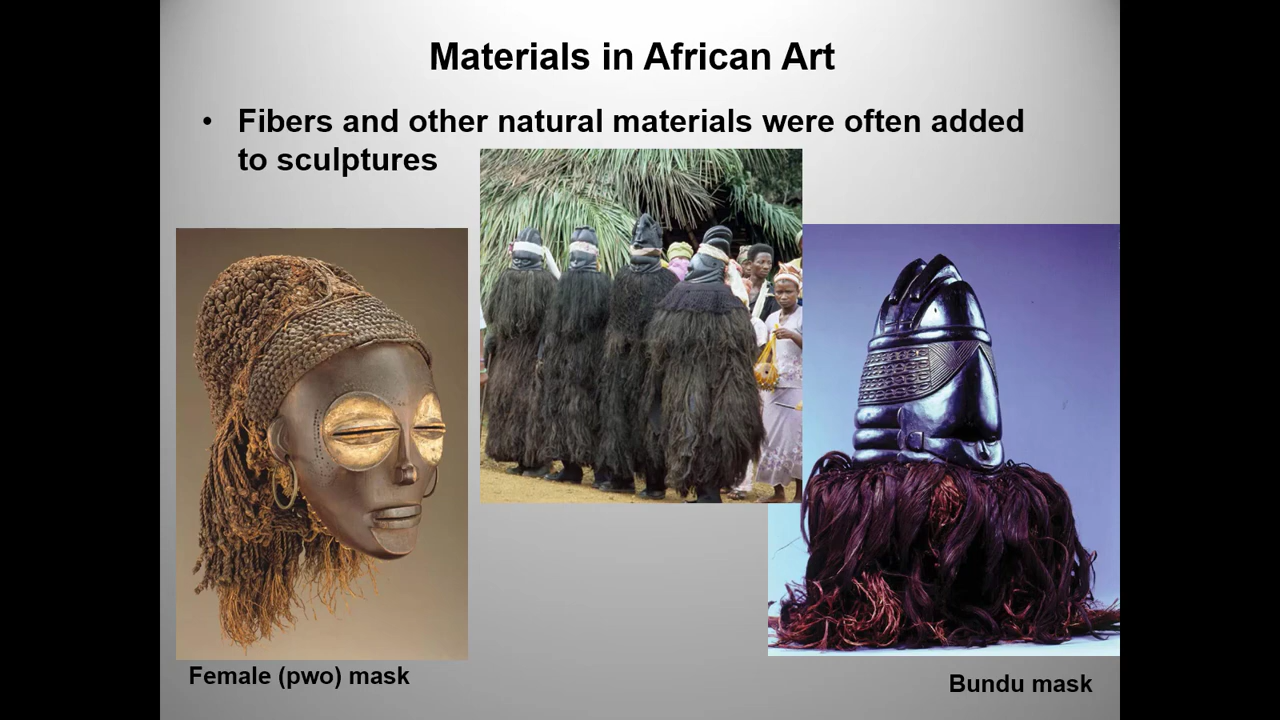 Materials in African Art
• Fibers and other natural materials were often added
to sculptures
Female (pwo) mask
Bundu mask